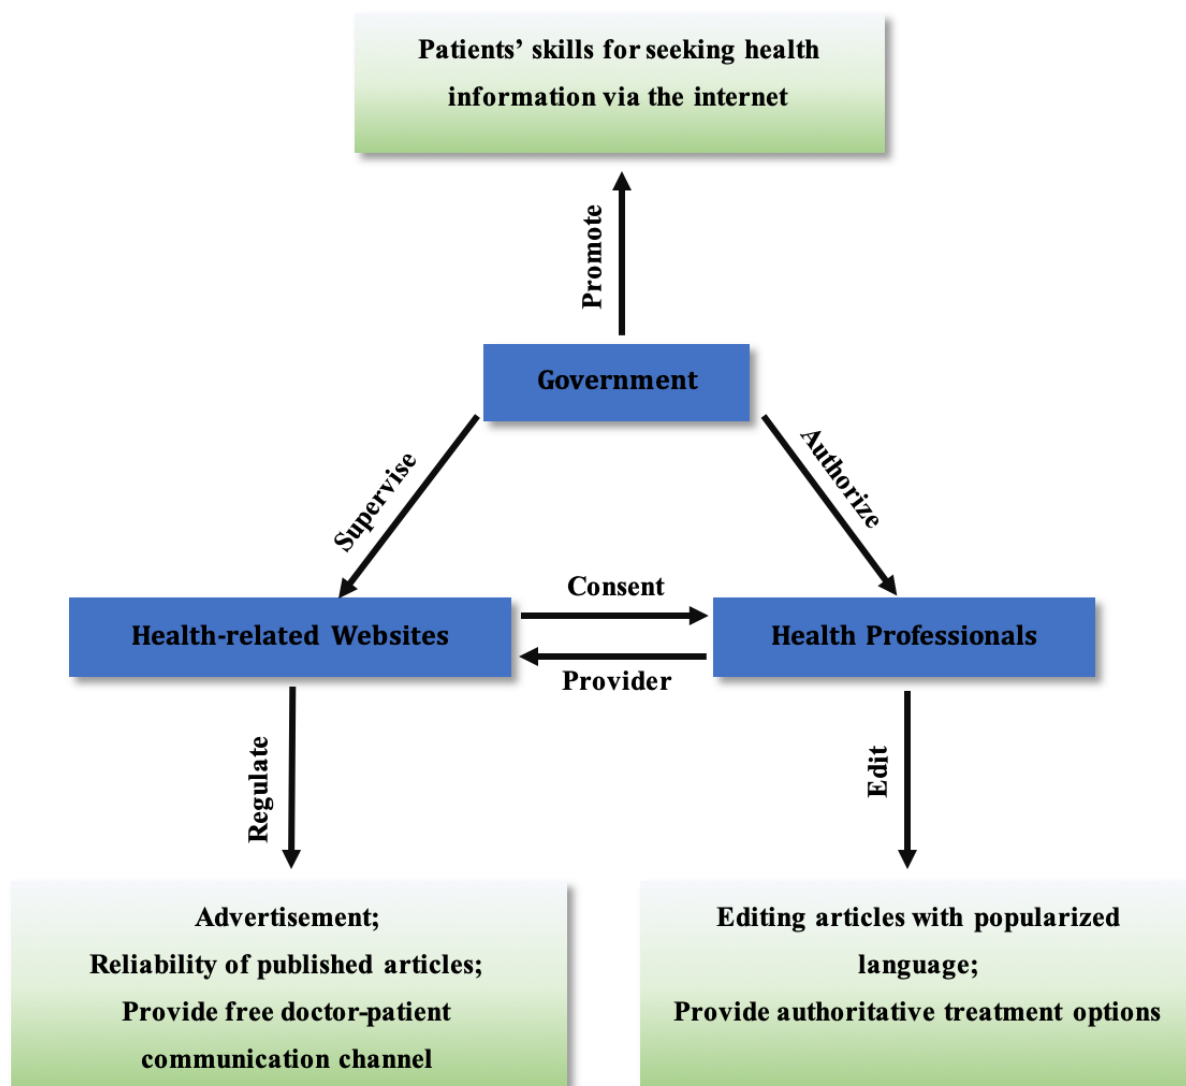 Patients’ skills for seeking health
information via the internet
Promote
Government
Supervise
Authorize
Consent
Health-related Websites
Health Professionals
Provider
Regulate
Edit
Advertisement;
Reliability of published articles;
Provide free doctor-patient
communication channel
Editing articles with popularized
language;
Provide authoritative treatment options